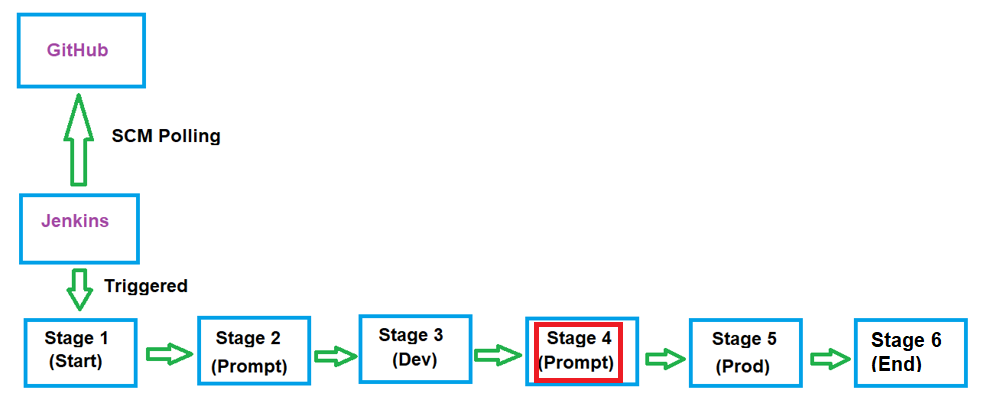 GitHub
SCM Polling
Jenkins
Triggered
Stage 1
(Start)
Stage 2
(Prompt)
Stage 3
(Dev)
Stage 4
(Prompt)
Stage 5
(Prod)
Stage 6
(End)